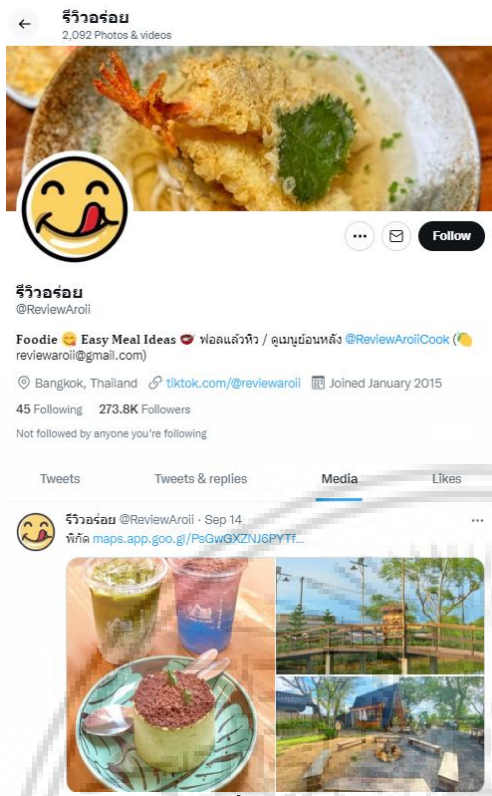 รีวิวอร่อย
2,092 Photos & videos
Follow
รีวิวอร่อย
@ReviewAroii
Foodie 😋 Easy Meal Ideas 💋 ฟอลแล้วหิว / ดูเมนูย้อนหลัง @ReviewAroiiCook (🍋
reviewaroii@gmail.com)
Bangkok, Thailand tiktok.com/@reviewaroii Joined January 2015
45 Following 273.8K Followers
Not followed by anyone you're following
Tweets Tweets & replies Media Likes
รีวิวอร่อย @ReviewAroii · Sep 14
พิกัด maps.app.goo.gl/PsGwGXZNJ6PYTf...